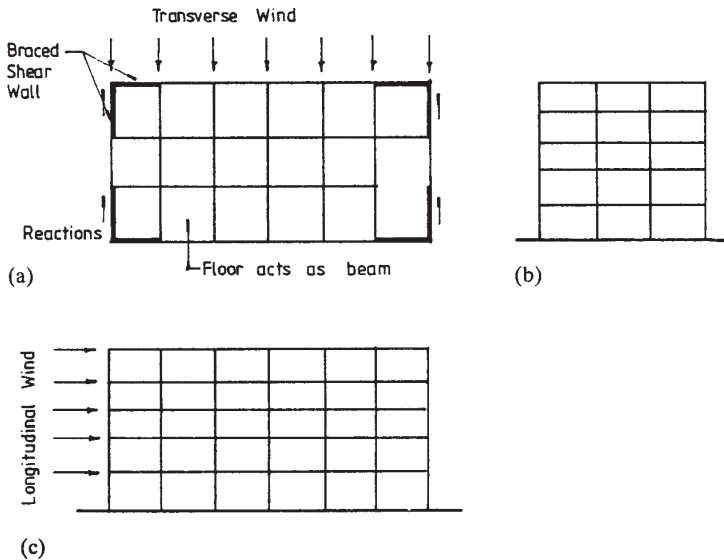 Transverse Wind
Braced
Shear
Wall
Reactions
Floor acts as beam
(a)
(b)
Longitudinal Wind
(c)